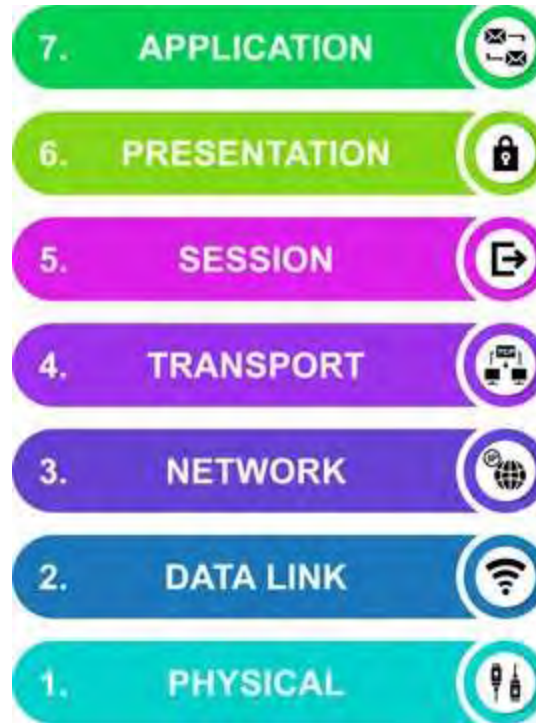 7. APPLICATION
6. PRESENTATION
5. SESSION
4. TRANSPORT
3. NETWORK
2. DATA LINK
1. PHYSICAL